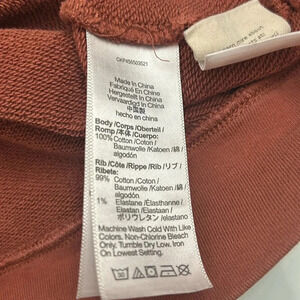 CKP456503521
Made In China
Fabriqué En Chine
Hergestellt In China
Vervaardigd in China
中国製
hecho en china
Body/Corps/Oberteil/
Romp/本体/Cuerpo:
100% Cotton/Coton/
Baumwolle/Katoen/綿/
algodón
Rib/Côte/Rippe/Rib/リブ/
Ribete:
99% Cotton/Coton/
Baumwolle/Katoen/綿/
algodón
1% Elastane/Élasthanne/
Elastan/Elastaan/
ポリウレタン/elastano
Machine Wash Cold With Like
Colors. Non-Chlorine Bleach
Only. Tumble Dry Low. Iron
On Lowest Setting.